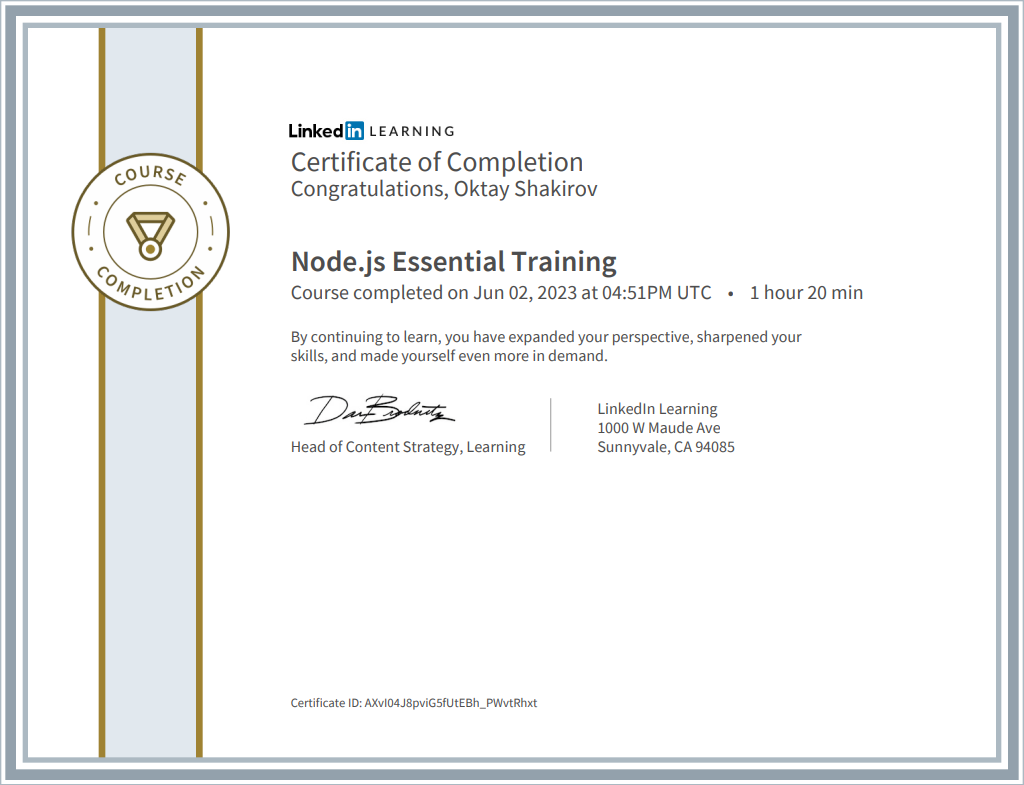 COURSE
COMPLETION
Linked in LEARNING
Certificate of Completion
Congratulations, Oktay Shakirov
Node.js Essential Training
Course completed on Jun 02, 2023 at 04:51PM UTC • 1 hour 20 min
By continuing to learn, you have expanded your perspective, sharpened your
skills, and made yourself even more in demand.
Head of Content Strategy, Learning
LinkedIn Learning
1000 W Maude Ave
Sunnyvale, CA 94085
Certificate ID: AXvI04J8pviG5fUtEBh_PWvtRhxt